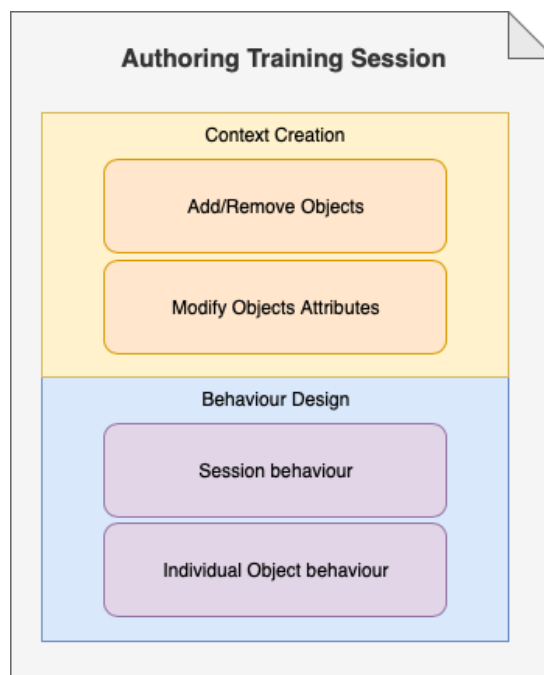 Authoring Training Session
Context Creation
Add/Remove Objects
Modify Objects Attributes
Behaviour Design
Session behaviour
Individual Object behaviour